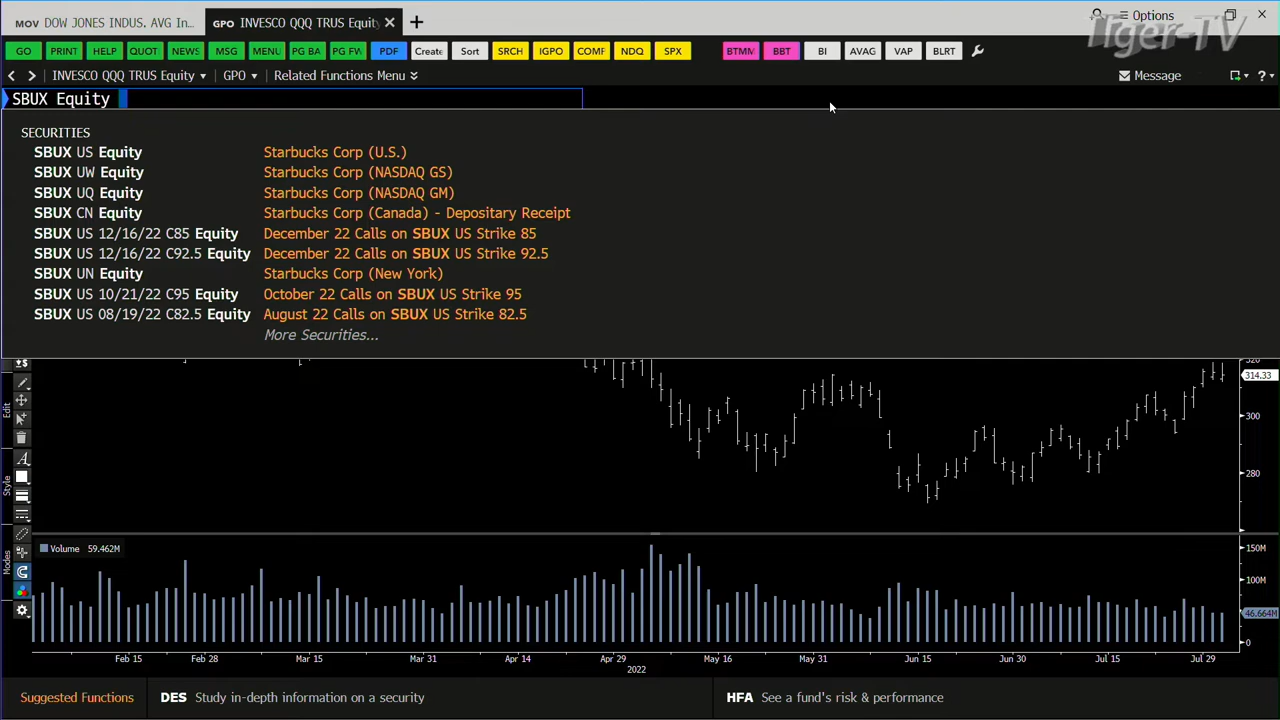 MOV DOW JONES INDUS. AVG In...
GPO INVESCO QQQ TRUS Equity
Options
Tiger-TV
GO PRINT HELP QUOT NEWS MSG MENU PG BA PG FW PDF Create Sort SRCH IGPO COMF NDQ SPX BTMM BBT BI AVAG VAP BLRT
INVESCO QQQ TRUS Equity GPO Related Functions Menu Message ?
SBUX Equity
SECURITIES
SBUX US Equity Starbucks Corp (U.S.)
SBUX UW Equity Starbucks Corp (NASDAQ GS)
SBUX UQ Equity Starbucks Corp (NASDAQ GM)
SBUX CN Equity Starbucks Corp (Canada) - Depositary Receipt
SBUX US 12/16/22 C85 Equity December 22 Calls on SBUX US Strike 85
SBUX US 12/16/22 C92.5 Equity December 22 Calls on SBUX US Strike 92.5
SBUX UN Equity Starbucks Corp (New York)
SBUX US 10/21/22 C95 Equity October 22 Calls on SBUX US Strike 95
SBUX US 08/19/22 C82.5 Equity August 22 Calls on SBUX US Strike 82.5
More Securities...
320
314.33
300
280
Edit
Style
Modes
Volume 59.462M
150M
100M
46.664M
0
Feb 15 Feb 28 Mar 15 Mar 31 Apr 14 Apr 29 May 16 May 31 Jun 15 Jun 30 Jul 15 Jul 29
2022
Suggested Functions DES Study in-depth information on a security HFA See a fund's risk & performance